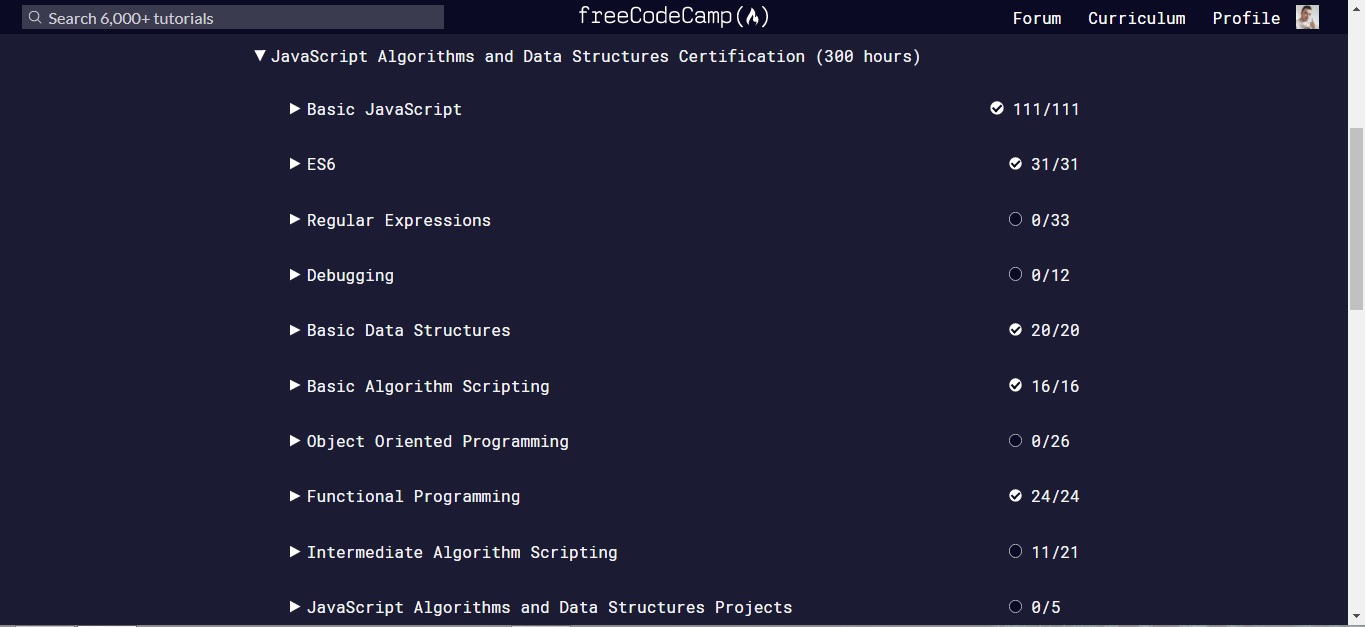 Search 6,000+ tutorials
freeCodeCamp(🔥)
Forum Curriculum Profile
▼ JavaScript Algorithms and Data Structures Certification (300 hours)
▶ Basic JavaScript 111/111
▶ ES6 31/31
▶ Regular Expressions 0/33
▶ Debugging 0/12
▶ Basic Data Structures 20/20
▶ Basic Algorithm Scripting 16/16
▶ Object Oriented Programming 0/26
▶ Functional Programming 24/24
▶ Intermediate Algorithm Scripting 11/21
▶ JavaScript Algorithms and Data Structures Projects 0/5